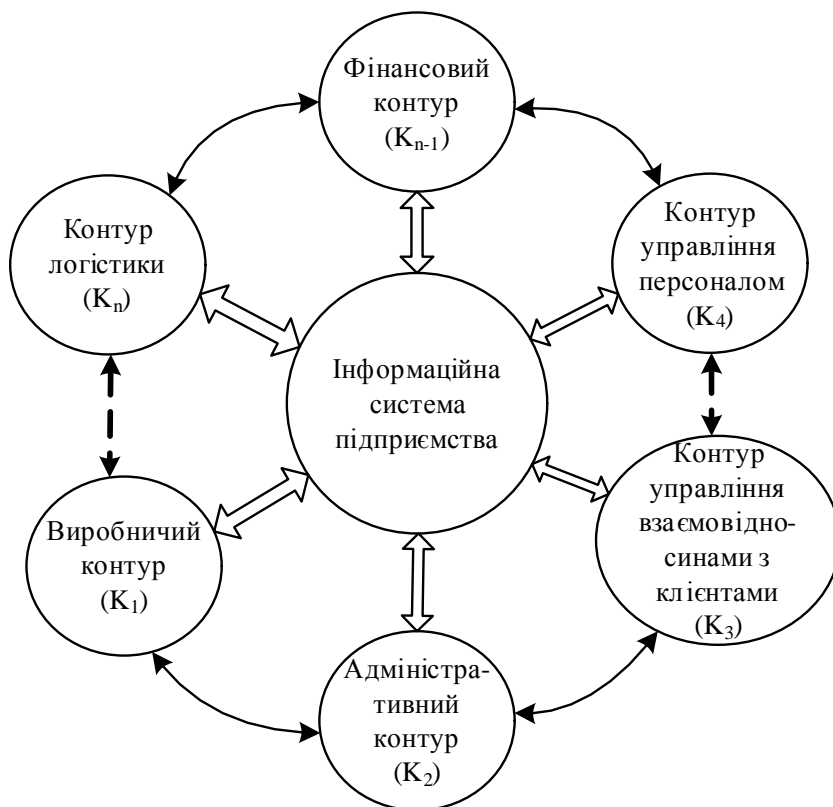 Фінансовий
контур
(Kn-1)
Контур
логістики
(Kn)
Контур
управління
персоналом
(K4)
Інформаційна
система
підприємства
Виробничий
контур
(K1)
Контур
управління
взаємовідно-
синами з
клієнтами
(K3)
Адміністра-
тивний
контур
(K2)